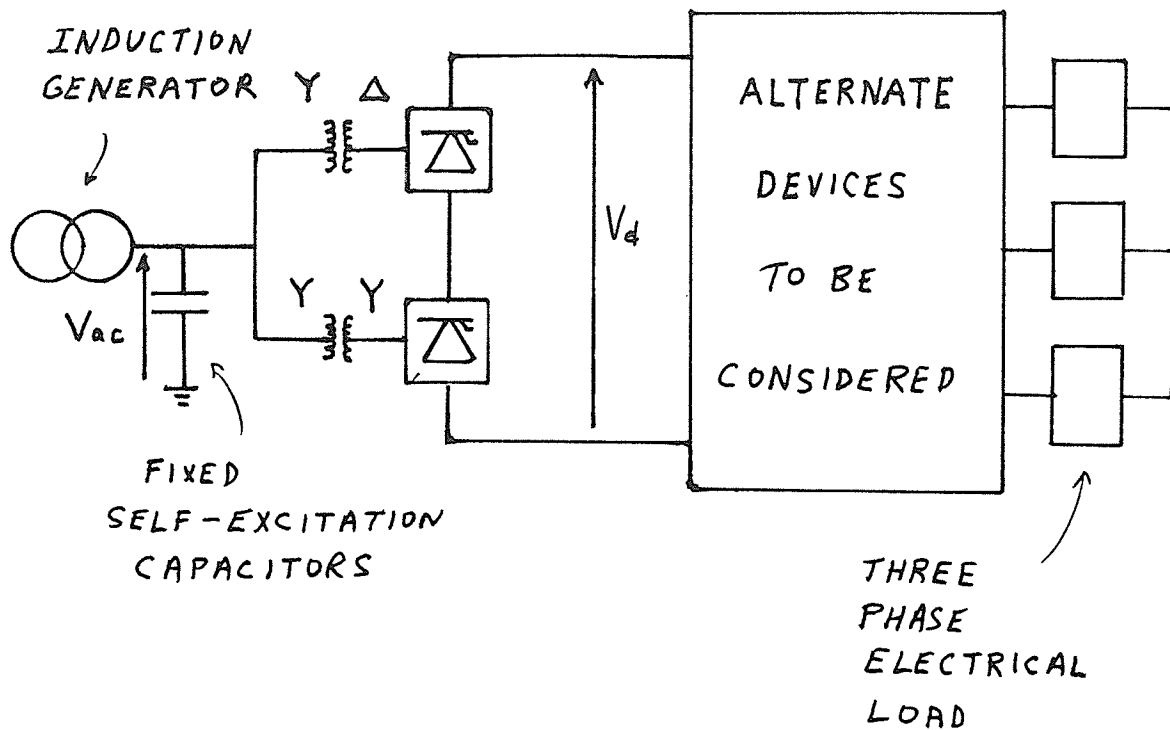 INDUCTION
GENERATOR
Y Δ
Vac
Y Y
FIXED
SELF-EXCITATION
CAPACITORS
Vd
ALTERNATE
DEVICES
TO BE
CONSIDERED
THREE
PHASE
ELECTRICAL
LOAD